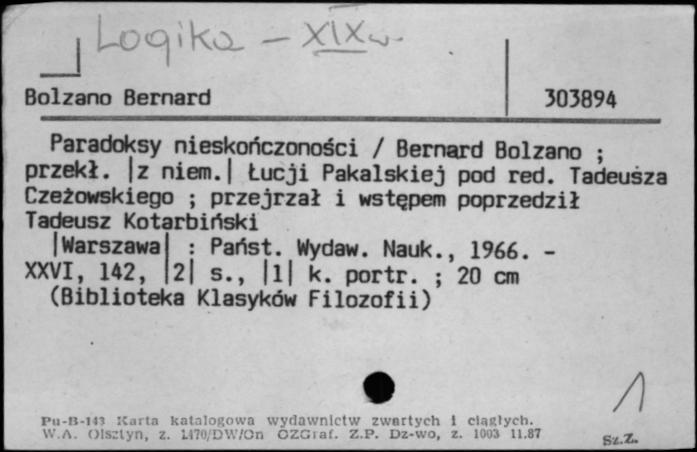 Logika - XIX w.
Bolzano Bernard 303894
Paradoksy nieskończoności / Bernard Bolzano ;
przekł. |z niem.| Łucji Pakalskiej pod red. Tadeusza
Czeżowskiego ; przejrzał i wstępem poprzedził
Tadeusz Kotarbiński
|Warszawa| : Państ. Wydaw. Nauk., 1966. -
XXVI, 142, |2| s., |1| k. portr. ; 20 cm
(Biblioteka Klasyków Filozofii)
Pu-B-143 Karta katalogowa wydawnictw zwartych i ciągłych.
W.A. Olsztyn, z. 1470/DW/On OZGraf. Z.P. Dz-wo, z. 1003 11.87
Sz.Z.